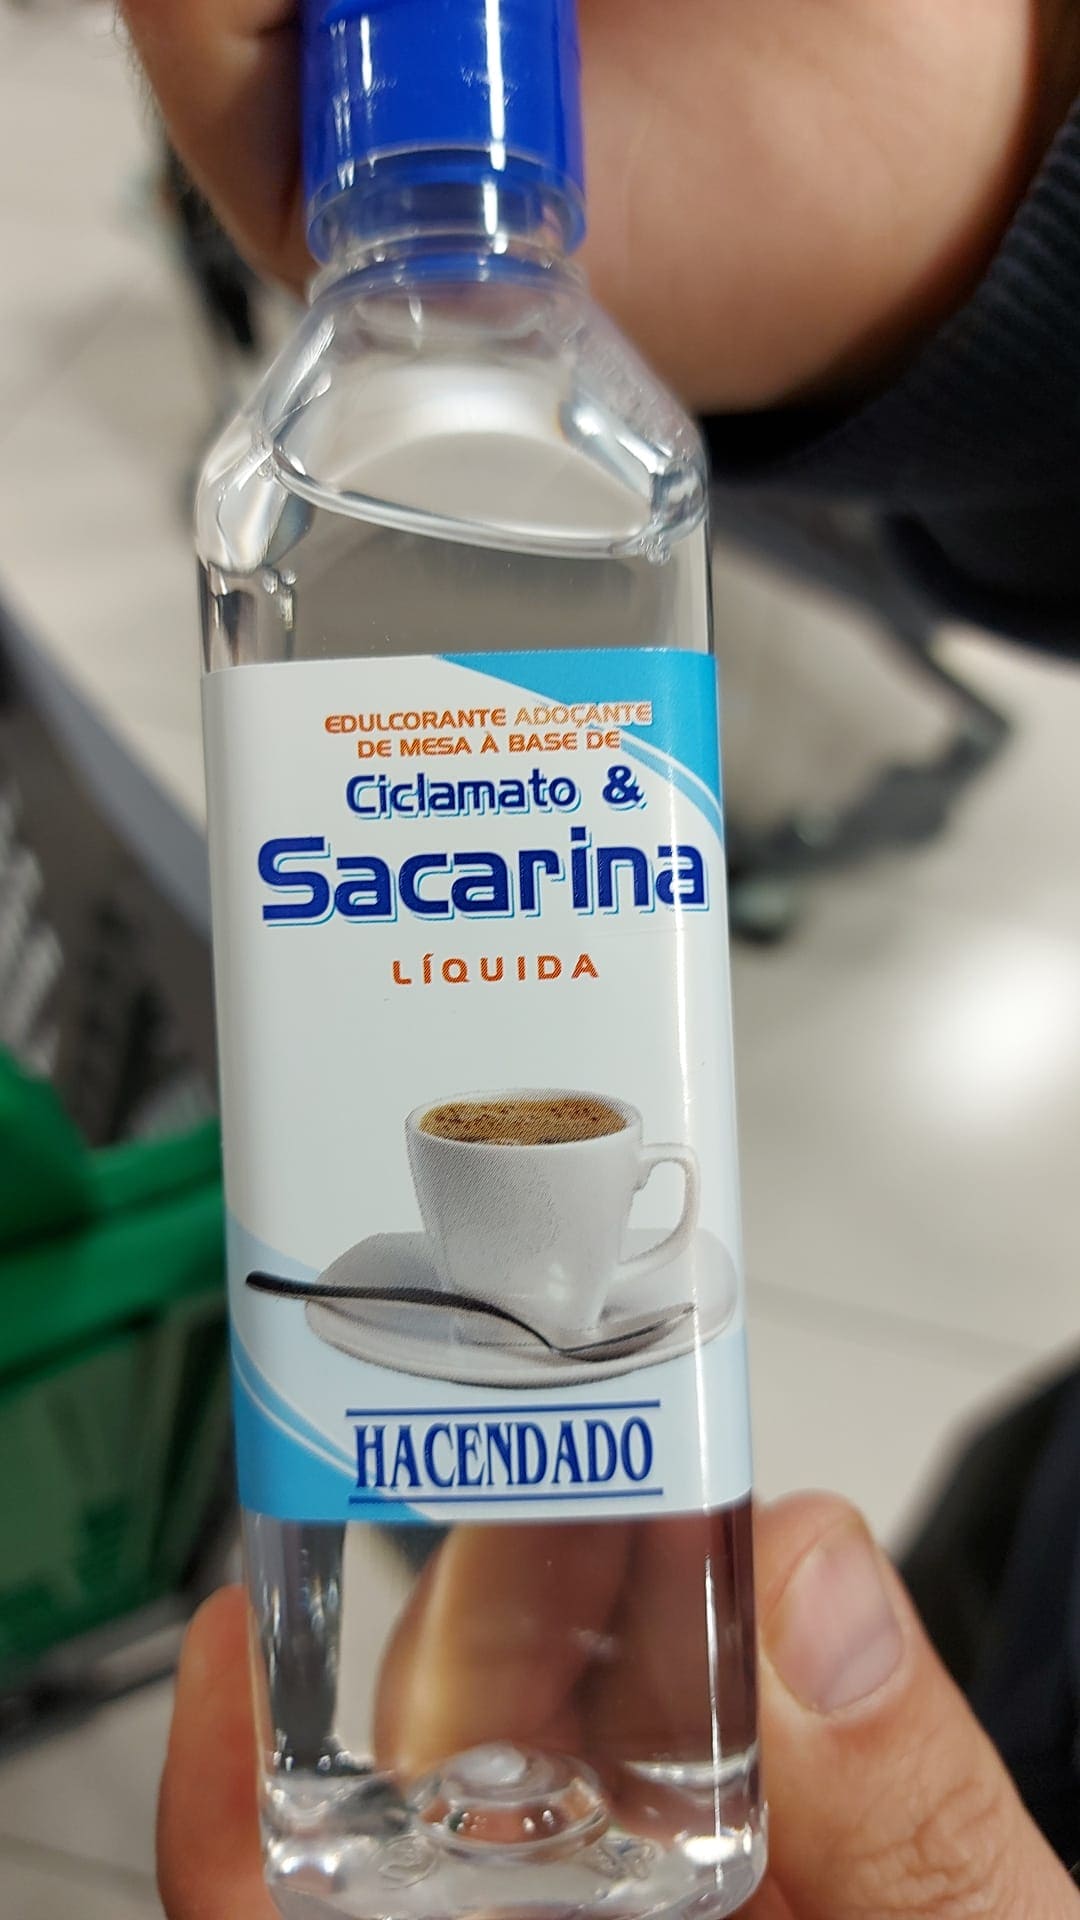 EDULCORANTE ADOÇANTE
DE MESA À BASE DE
Ciclamato &
Sacarina
LÍQUIDA
HACENDADO